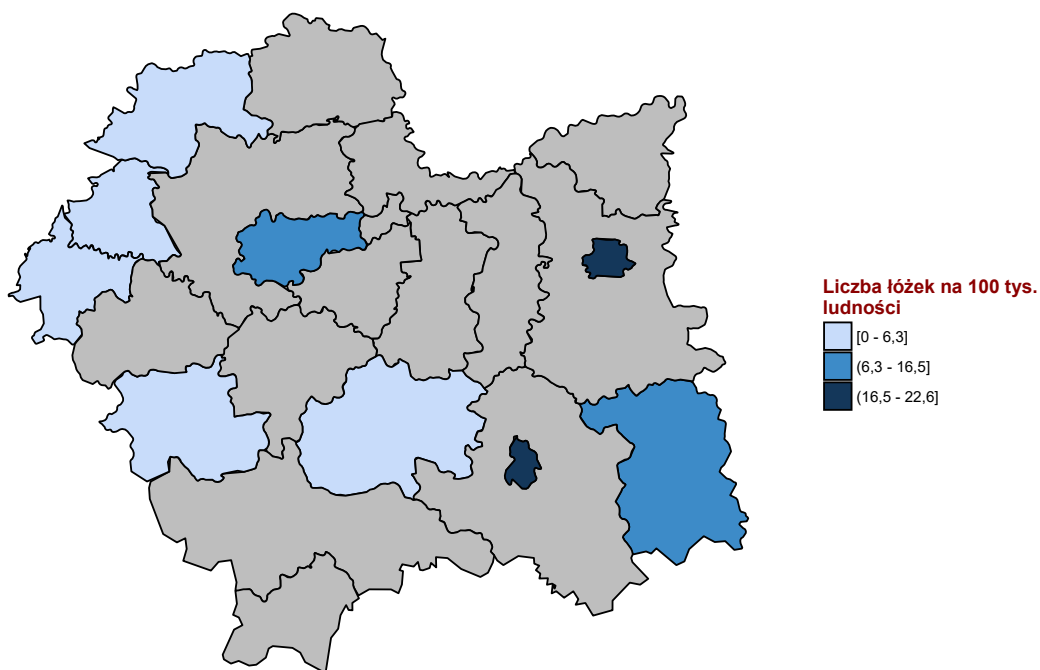 Liczba łóżek na 100 tys.
ludności
[0 - 6,3]
(6,3 - 16,5]
(16,5 - 22,6]